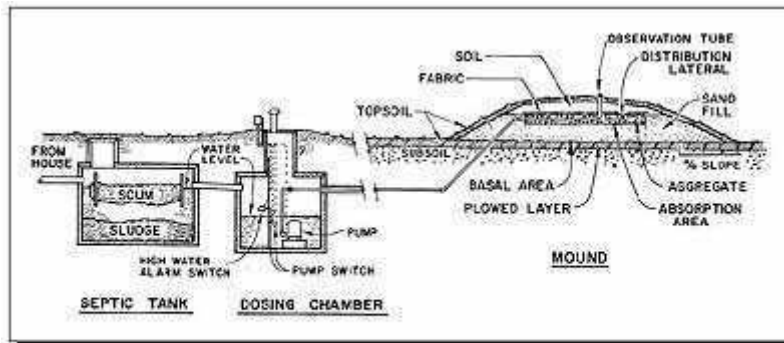 OBSERVATION TUBE
SOIL
DISTRIBUTION
LATERAL
FABRIC
SAND
FILL
TOPSOIL
FROM
HOUSE
WATER
LEVEL
SUBSOIL
% SLOPE
SCUM
BASAL AREA
AGGREGATE
PLOWED LAYER
ABSORPTION
AREA
SLUDGE
PUMP
HIGH WATER
ALARM SWITCH
PUMP SWITCH
MOUND
SEPTIC TANK
DOSING CHAMBER